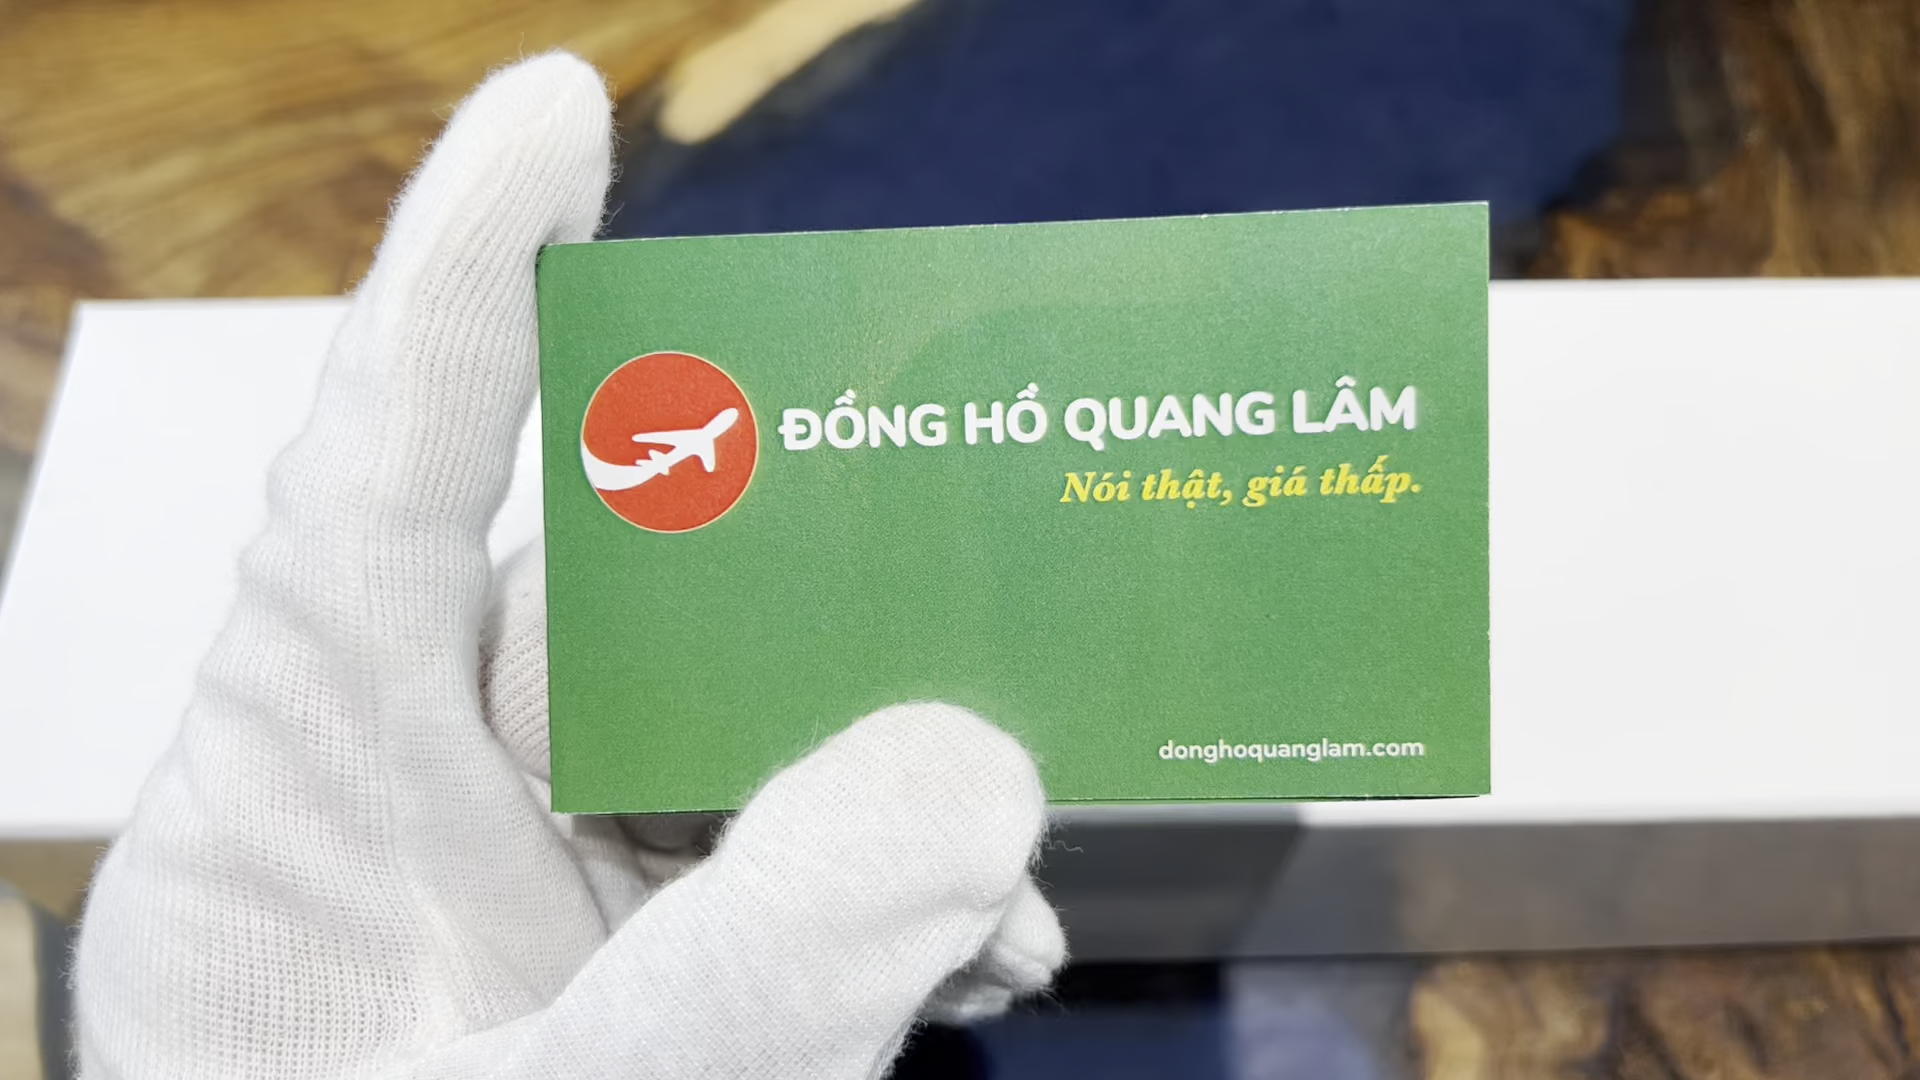 ĐỒNG HỒ QUANG LÂM
Nói thật, giá thấp.
donghoquanglam.com